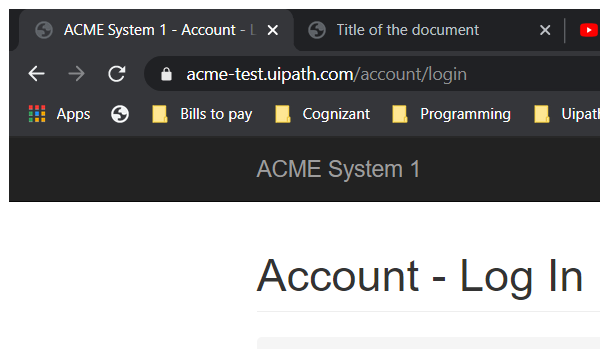 ACME System 1 - Account - L
Title of the document
acme-test.uipath.com/account/login
Apps Bills to pay Cognizant Programming Uipat
ACME System 1
Account - Log In